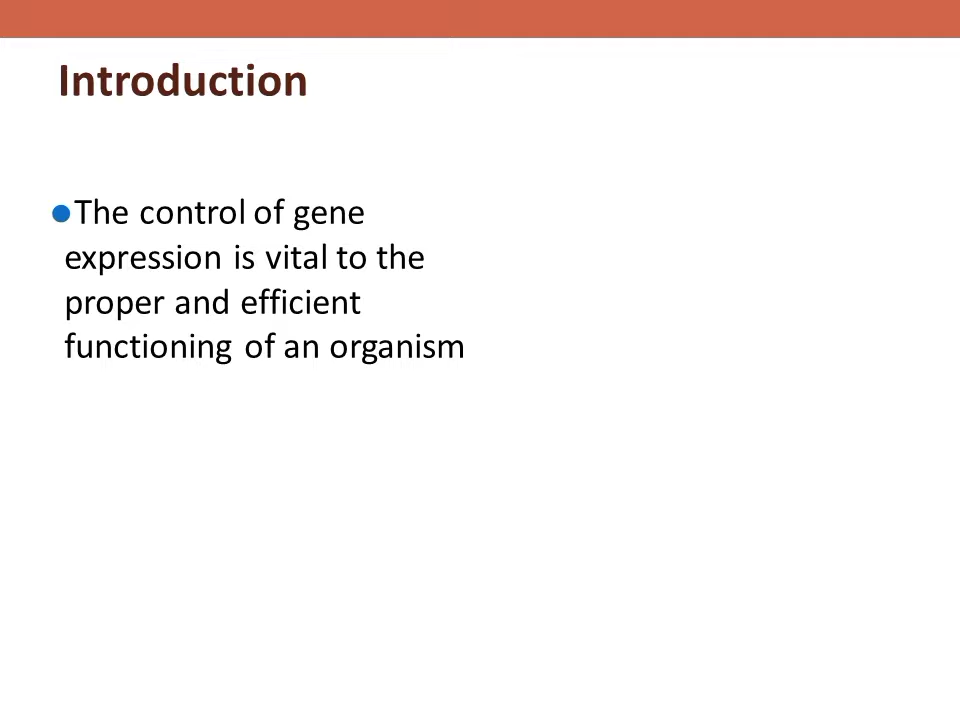 Introduction
●The control of gene
expression is vital to the
proper and efficient
functioning of an organism